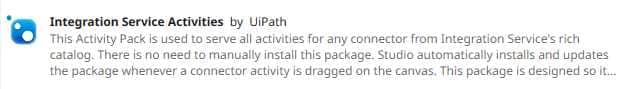 Integration Service Activities by UiPath
This Activity Pack is used to serve all activities for any connector from Integration Service's rich
catalog. There is no need to manually install this package. Studio automatically installs and updates
the package whenever a connector activity is dragged on the canvas. This package is designed so it...